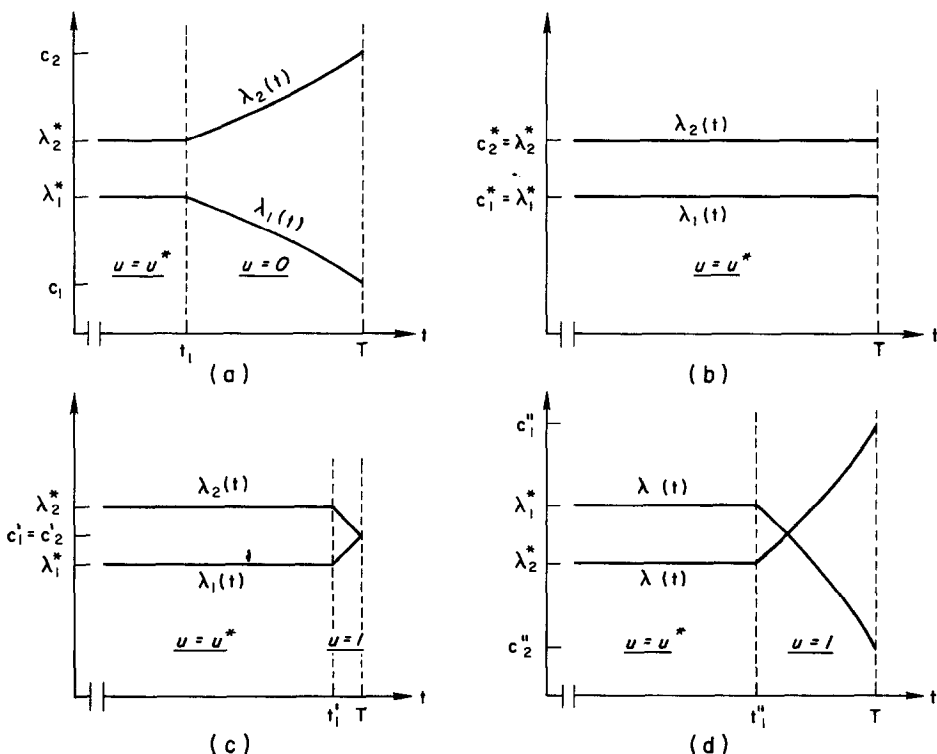 c₂
λ₂*
λ₁*
c₁
λ₂(t)
λ₁(t)
u = u*
u = 0
t₁
T
t
(a)
c₂* = λ₂*
c₁* = λ₁*
λ₂(t)
λ₁(t)
u = u*
T
t
(b)
λ₂*
c₁' = c₂'
λ₁*
λ₂(t)
λ₁(t)
u = u*
u = 1
t₁'
T
t
(c)
c₁''
λ₁*
λ₂*
c₂''
λ (t)
λ (t)
u = u*
u = 1
t₁''
T
t
(d)